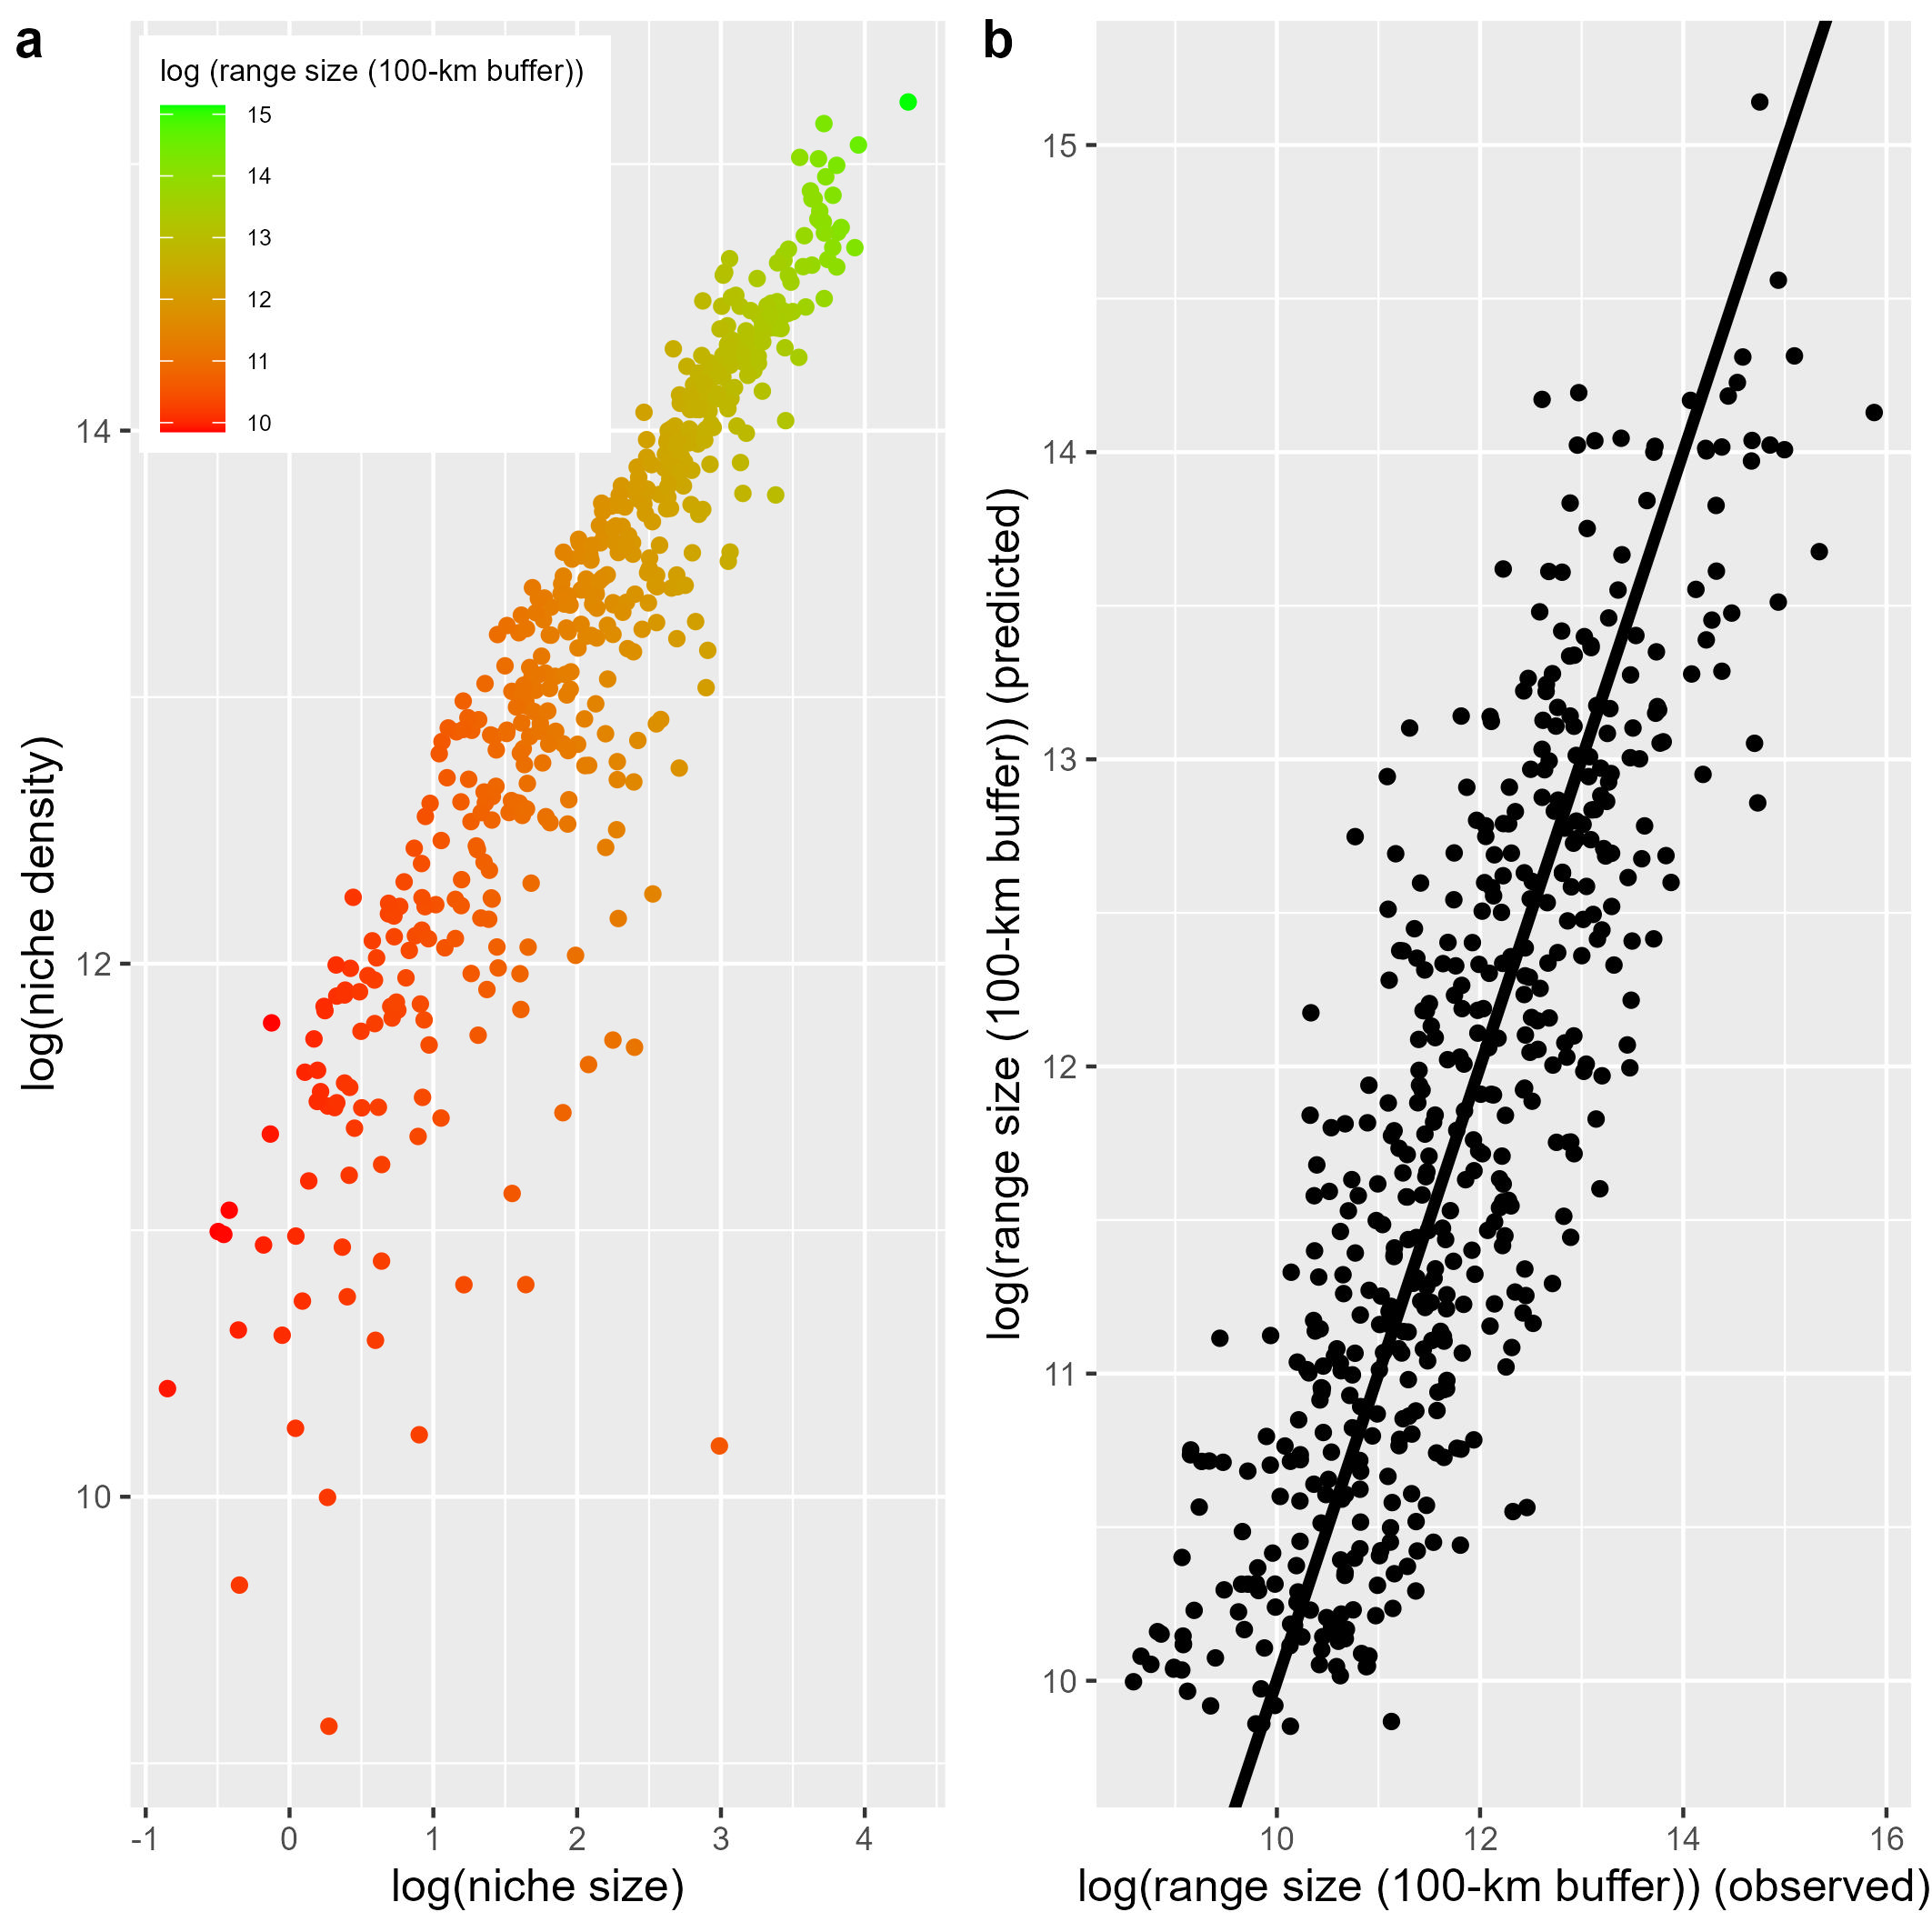 a
log (range size (100-km buffer))
15
14
13
12
11
10
14
12
10
-1 0 1 2 3 4
log(niche size)
log(niche density)
b
15
14
13
12
11
10
10 12 14 16
log(range size (100-km buffer)) (observed)
log(range size (100-km buffer)) (predicted)